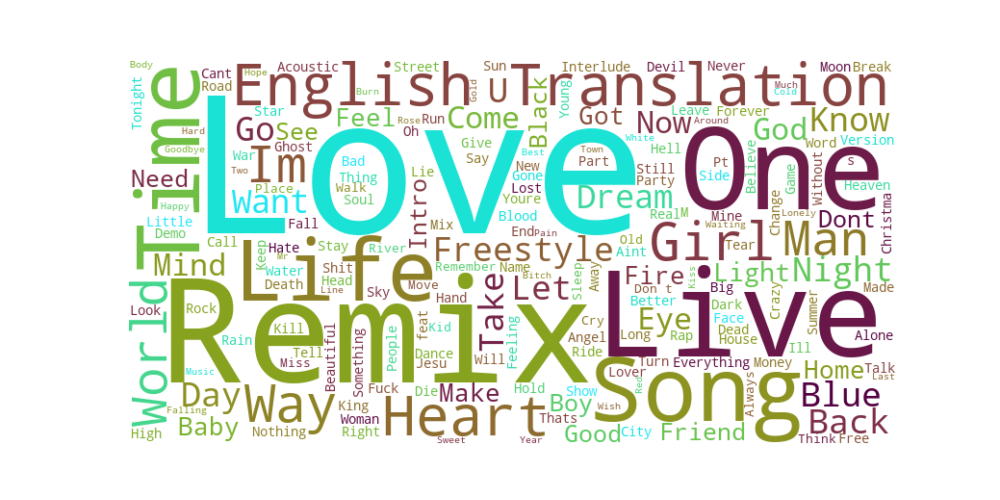 Body
Tonight
Time
Cant
Road
Hope
Acoustic
Street
Sun
Interlude
Devil
Never
Moon
Break
English
U
Translation
Burn
Gold
Young
Much
Cold
Star
Feel
Come
Black
Got
Leave
Forever
Know
Hard
Go
See
Oh
Run
Rose
Now
Around
God
Word
Version
Goodbye
War
Ghost
Give
Say
Best
Town
White
Hell
Believe
Love
One
Two
Im
Bad
Thing
Lie
New
Gone
Part
Still
Party
Pt
Side
Game
Without
s
Heaven
Need
Place
Walk
Soul
Lost
Youre
Dream
Real
M
Mine
Change
Lonely
Happy
Want
Intro
Blood
Little
Demo
Fall
Mix
End
Pain
Old
Aint
Tear
Waiting
Dont
Christma
Call
Keep
Hate
Stay
River
Freestyle
Girl
Man
World
Mind
Life
Mr
Water
Shit
Head
Remember
Name
Sleep
Away
Fire
Kiss
Light
Night
Look
Death
Line
Sky
Move
Hand
Bitch
Take
Let
Don't
Better
Big
Crazy
Summer
Made
Rock
Remix
Live
Eye
Dark
Face
Rain
Kill
Beautiful
Something
People
feat
Kid
Feeling
Cry
Angel
Long
Rap
Dead
House
Ill
Alone
Music
Tell
Miss
Dance
Jesu
Will
Ride
Turn
Everything
Money
Talk
Last
Day
Way
Fuck
Die
Make
Hold
Show
Lover
Song
Red
Always
Home
Falling
Baby
King
Woman
Heart
Boy
Wish
Blue
Back
High
Nothing
Right
Thats
Sweet
Year
Good
City
Friend
Think
Free